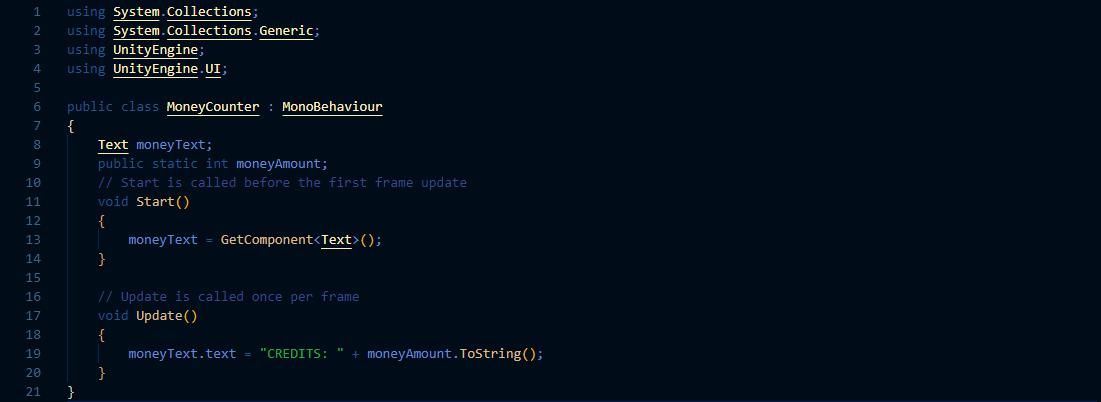 1 using System.Collections;
2 using System.Collections.Generic;
3 using UnityEngine;
4 using UnityEngine.UI;
5
6 public class MoneyCounter : MonoBehaviour
7 {
8 Text moneyText;
9 public static int moneyAmount;
10 // Start is called before the first frame update
11 void Start()
12 {
13 moneyText = GetComponent<Text>();
14 }
15
16 // Update is called once per frame
17 void Update()
18 {
19 moneyText.text = "CREDITS: " + moneyAmount.ToString();
20 }
21 }